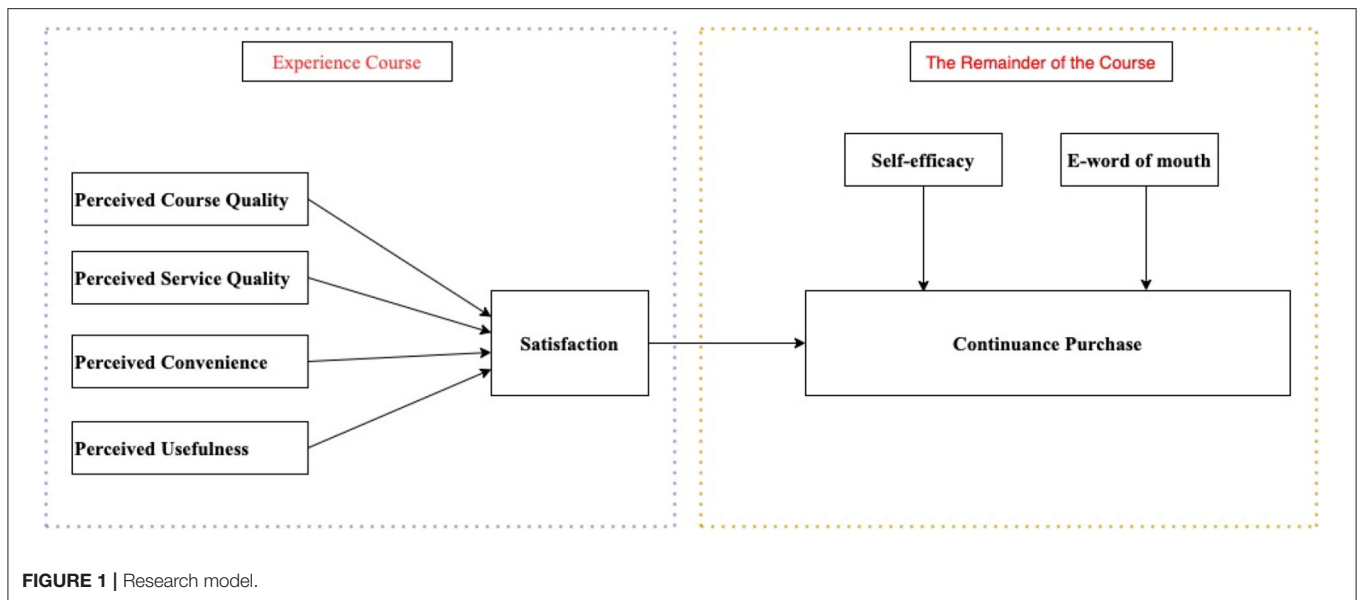 Experience Course
The Remainder of the Course
Self-efficacy
E-word of mouth
Perceived Course Quality
Perceived Service Quality
Perceived Convenience
Perceived Usefulness
Satisfaction
Continuance Purchase
FIGURE 1 | Research model.